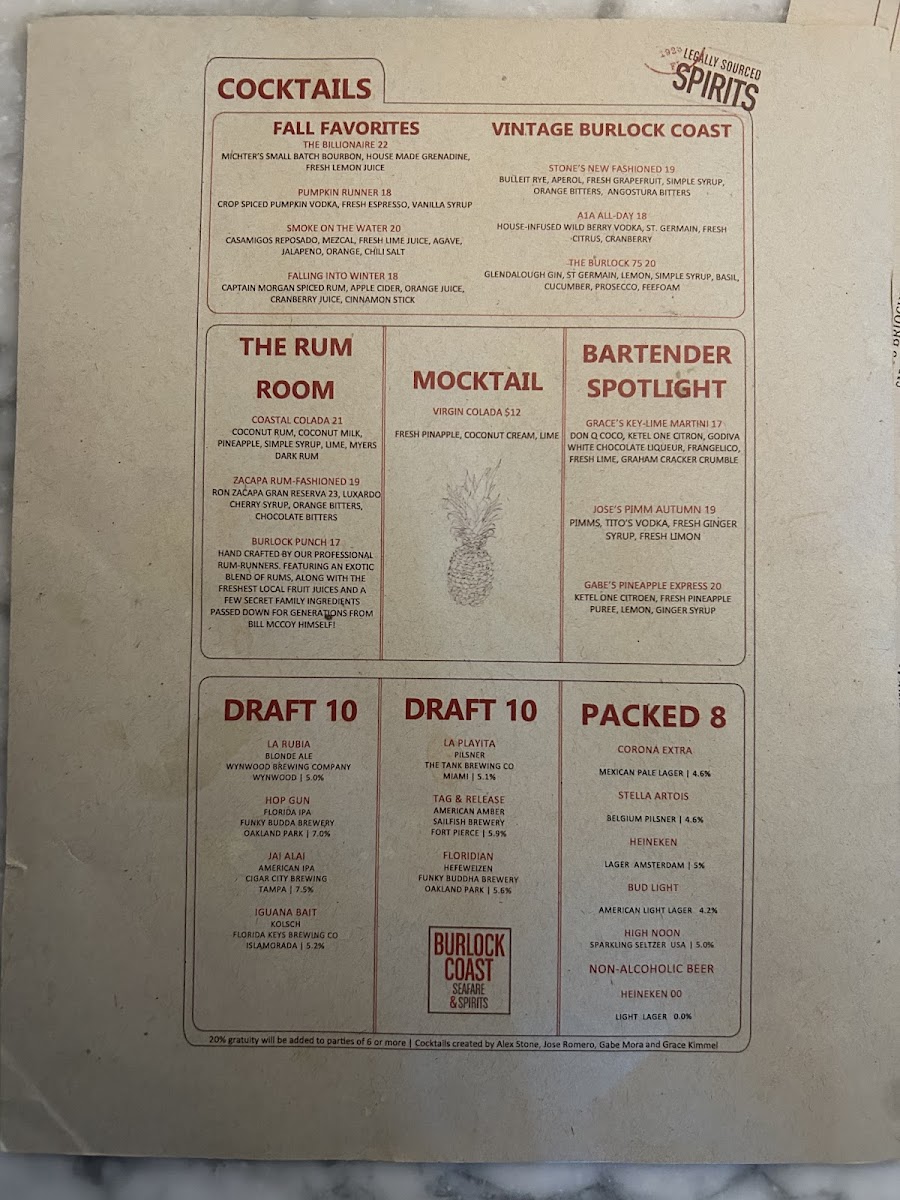 1929
LEGALLY SOURCED
SPIRITS
COCKTAILS
FALL FAVORITES
THE BILLIONAIRE 22
MICHTER'S SMALL BATCH BOURBON, HOUSE MADE GRENADINE,
FRESH LEMON JUICE
PUMPKIN RUNNER 18
CROP SPICED PUMPKIN VODKA, FRESH ESPRESSO, VANILLA SYRUP
SMOKE ON THE WATER 20
CASAMIGOS REPOSADO, MEZCAL, FRESH LIME JUICE, AGAVE,
JALAPENO, ORANGE, CHILI SALT
FALLING INTO WINTER 18
CAPTAIN MORGAN SPICED RUM, APPLE CIDER, ORANGE JUICE,
CRANBERRY JUICE, CINNAMON STICK
VINTAGE BURLOCK COAST
STONE'S NEW FASHIONED 19
BULLEIT RYE, APEROL, FRESH GRAPEFRUIT, SIMPLE SYRUP,
ORANGE BITTERS, ANGOSTURA BITTERS
A1A ALL-DAY 18
HOUSE-INFUSED WILD BERRY VODKA, ST. GERMAIN, FRESH
CITRUS, CRANBERRY
THE BURLOCK 75 20
GLENDALOUGH GIN, ST GERMAIN, LEMON, SIMPLE SYRUP, BASIL,
CUCUMBER, PROSECCO, FEEFOAM
THE RUM
ROOM
COASTAL COLADA 21
COCONUT RUM, COCONUT MILK,
PINEAPPLE, SIMPLE SYRUP, LIME, MYERS
DARK RUM
ZACAPA RUM-FASHIONED 19
RON ZACAPA GRAN RESERVA 23, LUXARDO
CHERRY SYRUP, ORANGE BITTERS,
CHOCOLATE BITTERS
BURLOCK PUNCH 17
HAND CRAFTED BY OUR PROFESSIONAL
RUM-RUNNERS. FEATURING AN EXOTIC
BLEND OF RUMS, ALONG WITH THE
FRESHEST LOCAL FRUIT JUICES AND A
FEW SECRET FAMILY INGREDIENTS
PASSED DOWN FOR GENERATIONS FROM
BILL MCCOY HIMSELF!
MOCKTAIL
VIRGIN COLADA $12
FRESH PINAPPLE, COCONUT CREAM, LIME
BARTENDER
SPOTLIGHT
GRACE'S KEY-LIME MARTINI 17
DON Q COCO, KETEL ONE CITRON, GODIVA
WHITE CHOCOLATE LIQUEUR, FRANGELICO,
FRESH LIME, GRAHAM CRACKER CRUMBLE
JOSE'S PIMM AUTUMN 19
PIMMS, TITO'S VODKA, FRESH GINGER
SYRUP, FRESH LIMON
GABE'S PINEAPPLE EXPRESS 20
KETEL ONE CITROEN, FRESH PINEAPPLE
PUREE, LEMON, GINGER SYRUP
DRAFT 10
LA RUBIA
BLONDE ALE
WYNWOOD BREWING COMPANY
WYNWOOD | 5.0%
HOP GUN
FLORIDA IPA
FUNKY BUDDA BREWERY
OAKLAND PARK | 7.0%
JAI ALAI
AMERICAN IPA
CIGAR CITY BREWING
TAMPA | 7.5%
IGUANA BAIT
KOLSCH
FLORIDA KEYS BREWING CO
ISLAMORADA | 5.2%
DRAFT 10
LA PLAYITA
PILSNER
THE TANK BREWING CO
MIAMI | 5.1%
TAG & RELEASE
AMERICAN AMBER
SAILFISH BREWERY
FORT PIERCE | 5.9%
FLORIDIAN
HEFEWEIZEN
FUNKY BUDDHA BREWERY
OAKLAND PARK | 5.6%
BURLOCK
COAST
SEAFARE
& SPIRITS
PACKED 8
CORONA EXTRA
MEXICAN PALE LAGER | 4.6%
STELLA ARTOIS
BELGIUM PILSNER | 4.6%
HEINEKEN
LAGER AMSTERDAM | 5%
BUD LIGHT
AMERICAN LIGHT LAGER 4.2%
HIGH NOON
SPARKLING SELTZER USA | 5.0%
NON-ALCOHOLIC BEER
HEINEKEN 00
LIGHT LAGER 0.0%
20% gratuity will be added to parties of 6 or more | Cocktails created by Alex Stone, Jose Romero, Gabe Mora and Grace Kimmel